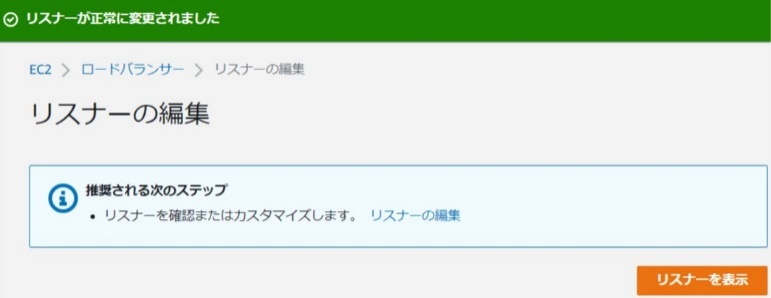 リスナーが正常に変更されました
EC2 > ロードバランサー > リスナーの編集
リスナーの編集
推奨される次のステップ
• リスナーを確認またはカスタマイズします。 リスナーの編集
リスナーを表示